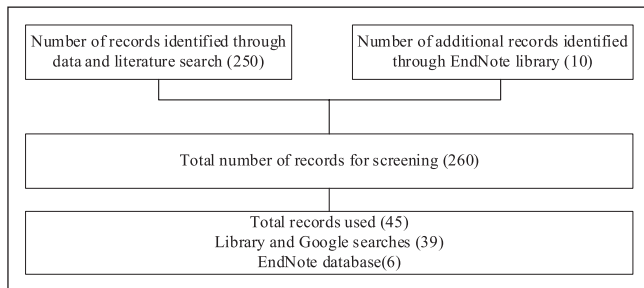 Number of records identified through
data and literature search (250)
Number of additional records identified
through EndNote library (10)
Total number of records for screening (260)
Total records used (45)
Library and Google searches (39)
EndNote database(6)